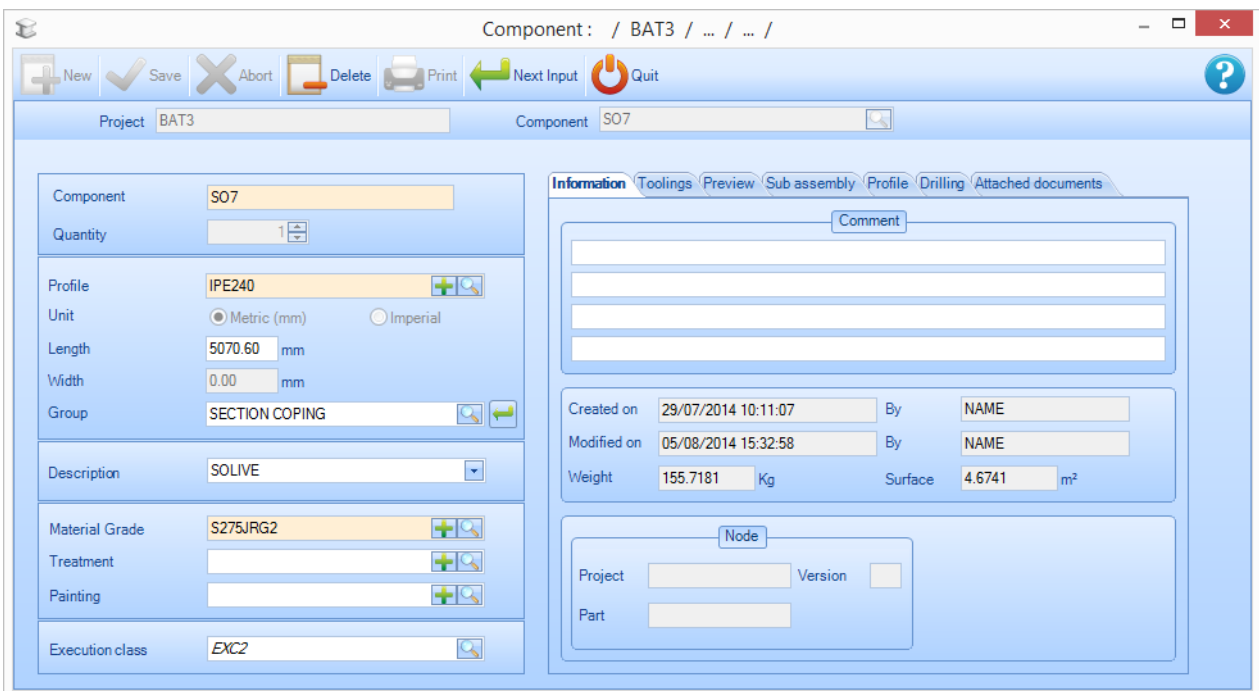 Component : / BAT3 / ... / ... /
New Save Abort Delete Print Next Input Quit ?
Project BAT3 Component SO7
Component SO7
Quantity 1
Profile IPE240
Unit Metric (mm) Imperial
Length 5070.60 mm
Width 0.00 mm
Group SECTION COPING
Description SOLIVE
Material Grade S275JRG2
Treatment
Painting
Execution class EXC2
Information Toolings Preview Sub assembly Profile Drilling Attached documents
Comment
Created on 29/07/2014 10:11:07 By NAME
Modified on 05/08/2014 15:32:58 By NAME
Weight 155.7181 Kg Surface 4.6741 m²
Node
Project Version
Part